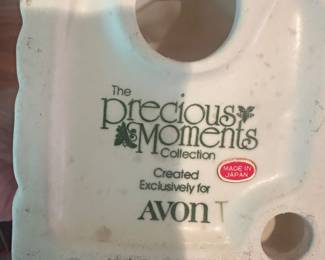 The
Precious
Moments
Collection
Created
Exclusively for
MADE IN
JAPAN
AVON T